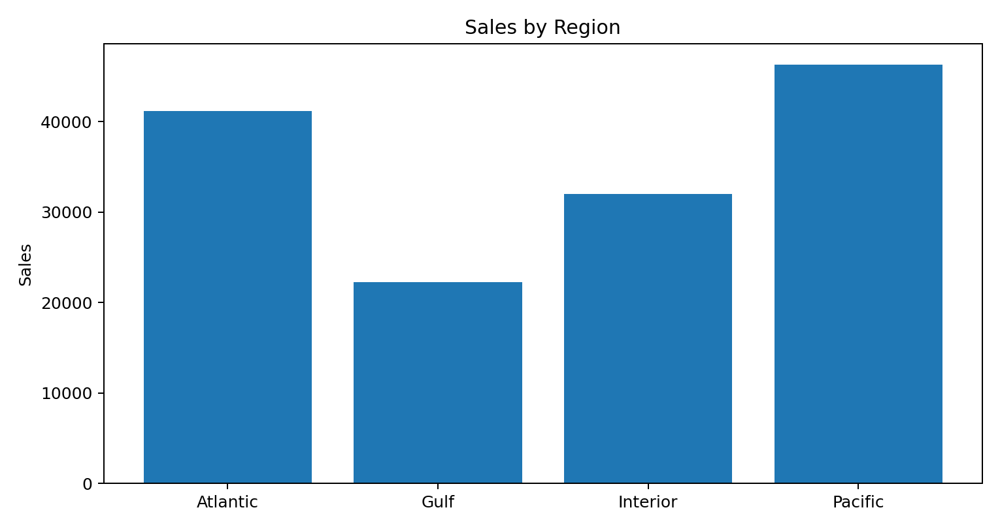 Sales by Region
Sales
40000
30000
20000
10000
0
Atlantic Gulf Interior Pacific